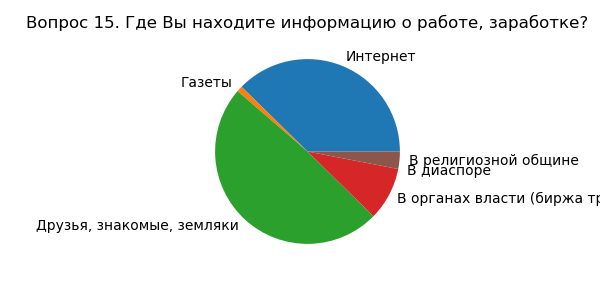 Вопрос 15. Где Вы находите информацию о работе, заработке?
Интернет
Газеты
Друзья, знакомые, земляки
В органах власти (биржа
В диаспоре
В религиозной общине